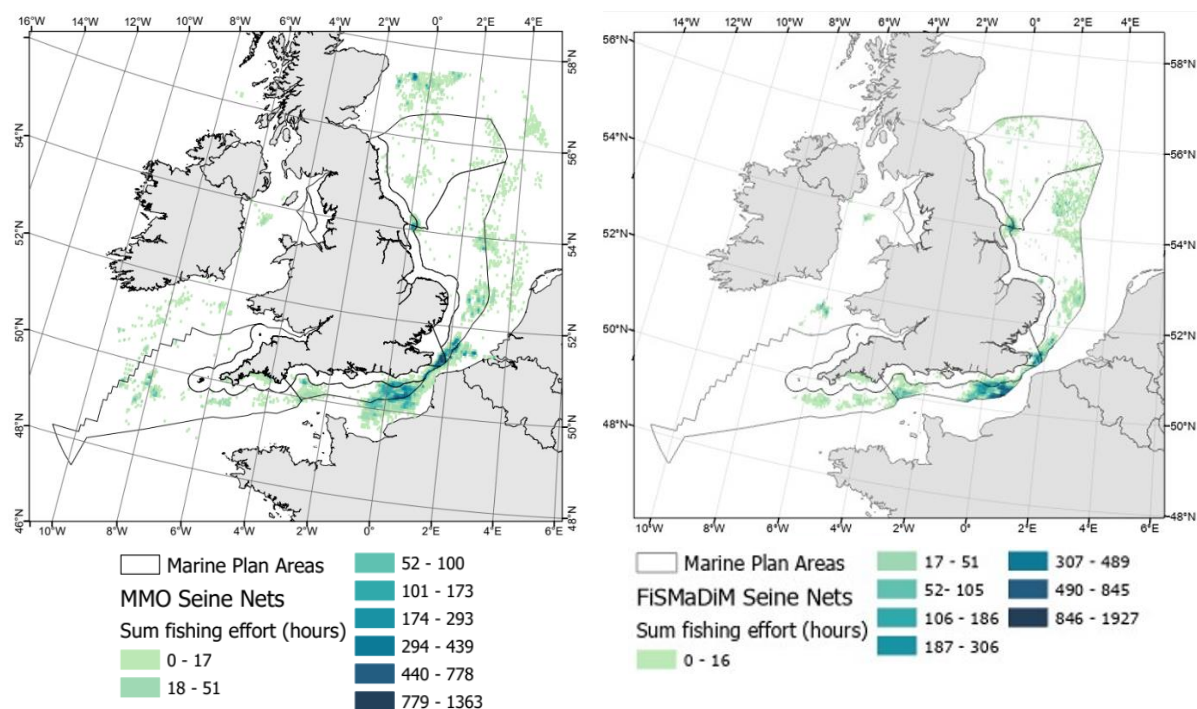 16°W 14°W 12°W 10°W 8°W 6°W 4°W 2°W 0° 2°E 4°E
54°N
52°N
50°N
48°N
46°N
58°N
56°N
54°N
52°N
50°N
48°N
10°W 8°W 6°W 4°W 2°W 0° 2°E 4°E 6°E
Marine Plan Areas
MMO Seine Nets
Sum fishing effort (hours)
0 - 17
18 - 51
52 - 100
101 - 173
174 - 293
294 - 439
440 - 778
779 - 1363
12°W 10°W 8°W 6°W 4°W 2°W 0° 2°E 4°E
56°N
54°N
52°N
50°N
48°N
58°N
56°N
54°N
52°N
50°N
48°N
10°W 8°W 6°W 4°W 2°W 0° 2°E 4°E 6°E
Marine Plan Areas
FiSMaDiM Seine Nets
Sum fishing effort (hours)
0 - 16
17 - 51
52- 105
106 - 186
187 - 306
307 - 489
490 - 845
846 - 1927